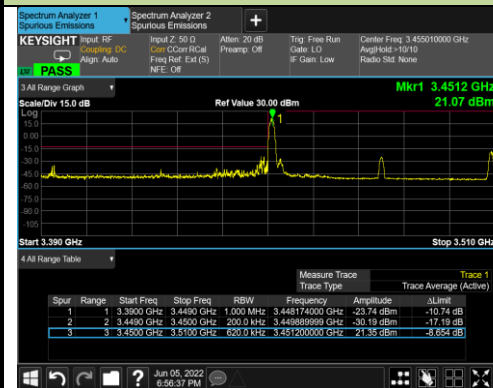 Spectrum Analyzer 1
Spurious Emissions
Spectrum Analyzer 2
Spurious Emissions
+
KEYSIGHT
Input: RF
Coupling: DC
Align: Auto
Input Z: 50 Ω
Corr CCorr RCal
Freq Ref: Ext (S)
NFE: Off
Atten: 20 dB
Preamp: Off
Trig: Free Run
Gate: LO
IF Gain: Low
Center Freq: 3.455010000 GHz
Avg|Hold:>10/10
Radio Std: None
PASS
3 All Range Graph
Mkr1 3.4512 GHz
Scale/Div 15.0 dB
Ref Value 30.00 dBm
21.07 dBm
Log
15.0
0.00
-15.0
-30.0
-45.0
-60.0
-75.0
-90.0
-105
1
Start 3.390 GHz
Stop 3.510 GHz
4 All Range Table
Measure Trace Trace 1
Trace Type Trace Average (Active)
Spur Range Start Freq Stop Freq RBW Frequency Amplitude ΔLimit
1 1 3.3900 GHz 3.4490 GHz 1.000 MHz 3.448174000 GHz -23.74 dBm -10.74 dB
2 2 3.4490 GHz 3.4500 GHz 200.0 kHz 3.449889999 GHz -30.19 dBm -17.19 dB
3 3 3.4500 GHz 3.5100 GHz 620.0 kHz 3.451200000 GHz 21.35 dBm -8.654 dB
?
Jun 05, 2022
6:56:37 PM